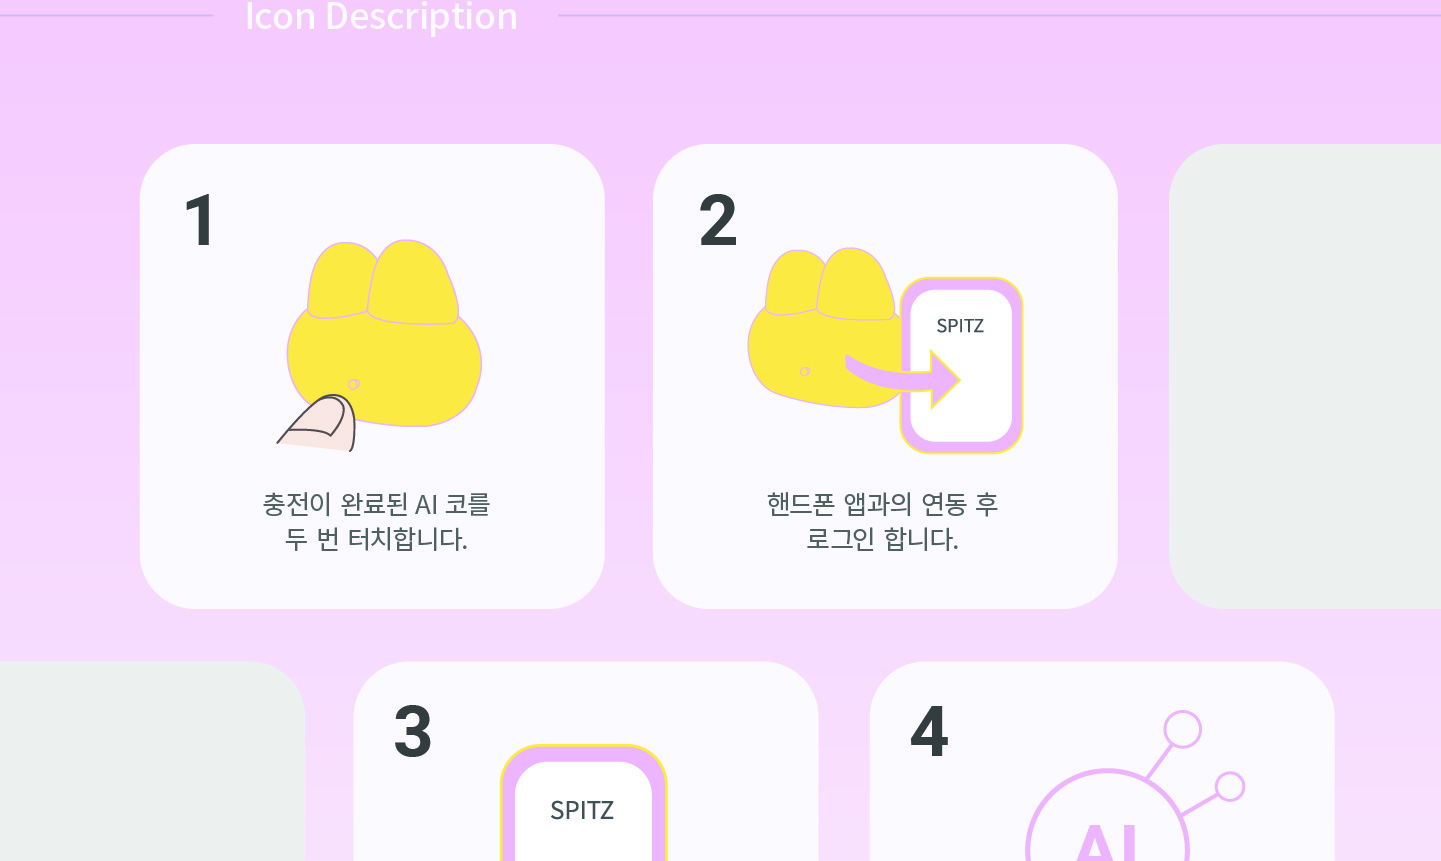 Icon Description
1
2
SPITZ
충전이 완료된 AI 코를
두 번 터치합니다.
핸드폰 앱과의 연동 후
로그인 합니다.
3
4
SPITZ
AI